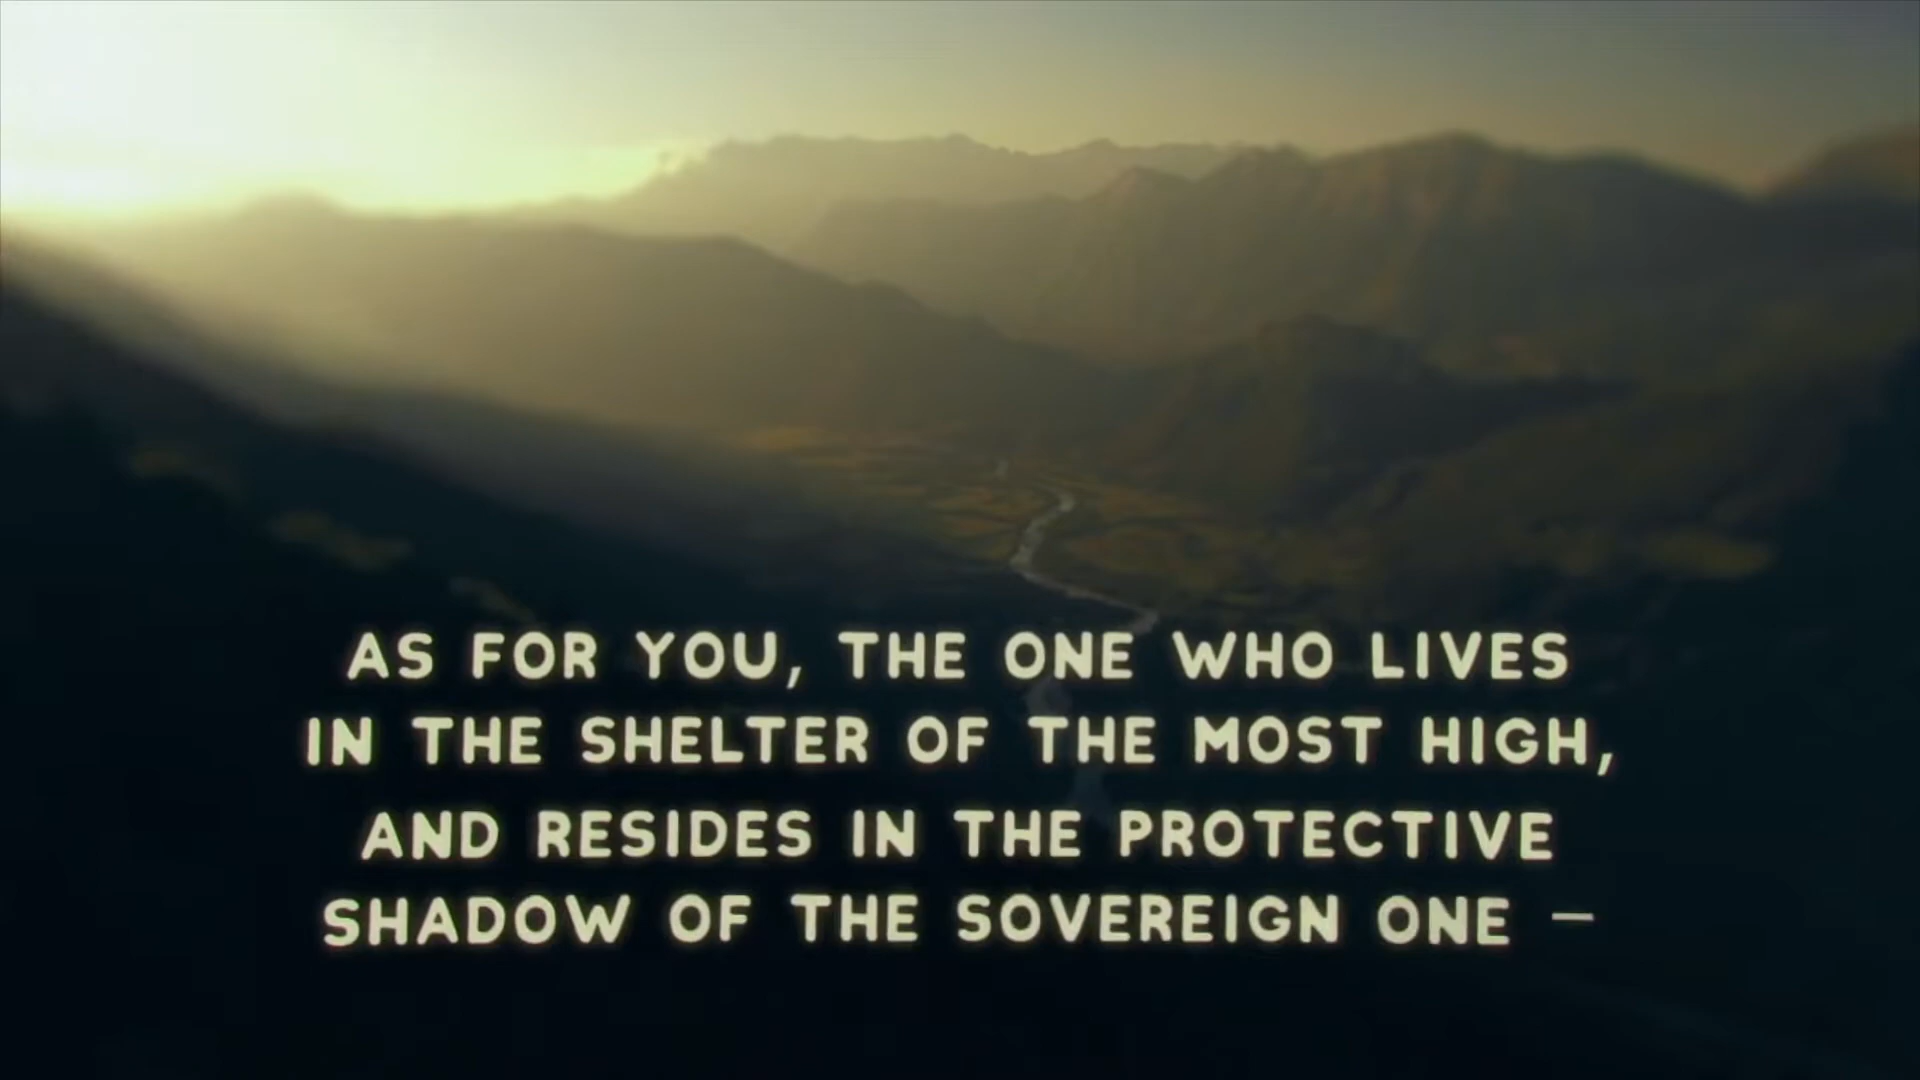 AS FOR YOU, THE ONE WHO LIVES
IN THE SHELTER OF THE MOST HIGH,
AND RESIDES IN THE PROTECTIVE
SHADOW OF THE SOVEREIGN ONE –